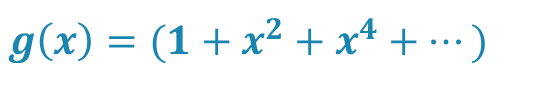 g(x) = (1 + x² + x⁴ + ⋯ )